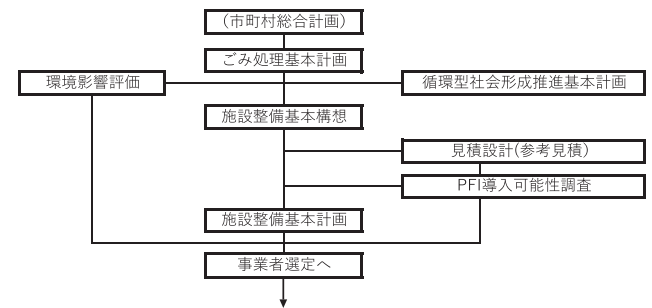 (市町村総合計画)
ごみ処理基本計画
環境影響評価
循環型社会形成推進基本計画
施設整備基本構想
見積設計(参考見積)
PFI導入可能性調査
施設整備基本計画
事業者選定へ